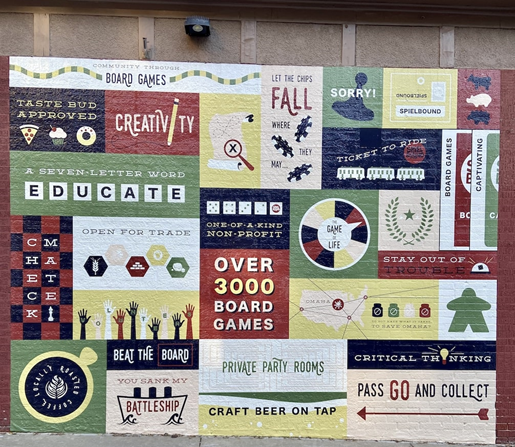 COMMUNITY THROUGH
BOARD GAMES
TASTE BUD
APPROVED
CREATIVITY
LET THE CHIPS
FALL
WHERE
THEY
MAY...
SORRY!
SPIELBOUND
SPIELBOUND
TICKET TO RIDE
BOARD GAMES
CAPTIVATING
A SEVEN-LETTER WORD
EDUCATE
ONE-OF-A-KIND
NON-PROFIT
THE
GAME
OF
LIFE
STAY OUT OF
TROUBLE
CHECK
MATE
OPEN FOR TRADE
OVER
3000
BOARD
GAMES
OMAHA
TO SAVE OMAHA?
LOCALLY ROASTED
COFFEE
BEAT THE BOARD
YOU SANK MY
BATTLESHIP
PRIVATE PARTY ROOMS
CRAFT BEER ON TAP
CRITICAL THINKING
PASS GO AND COLLECT